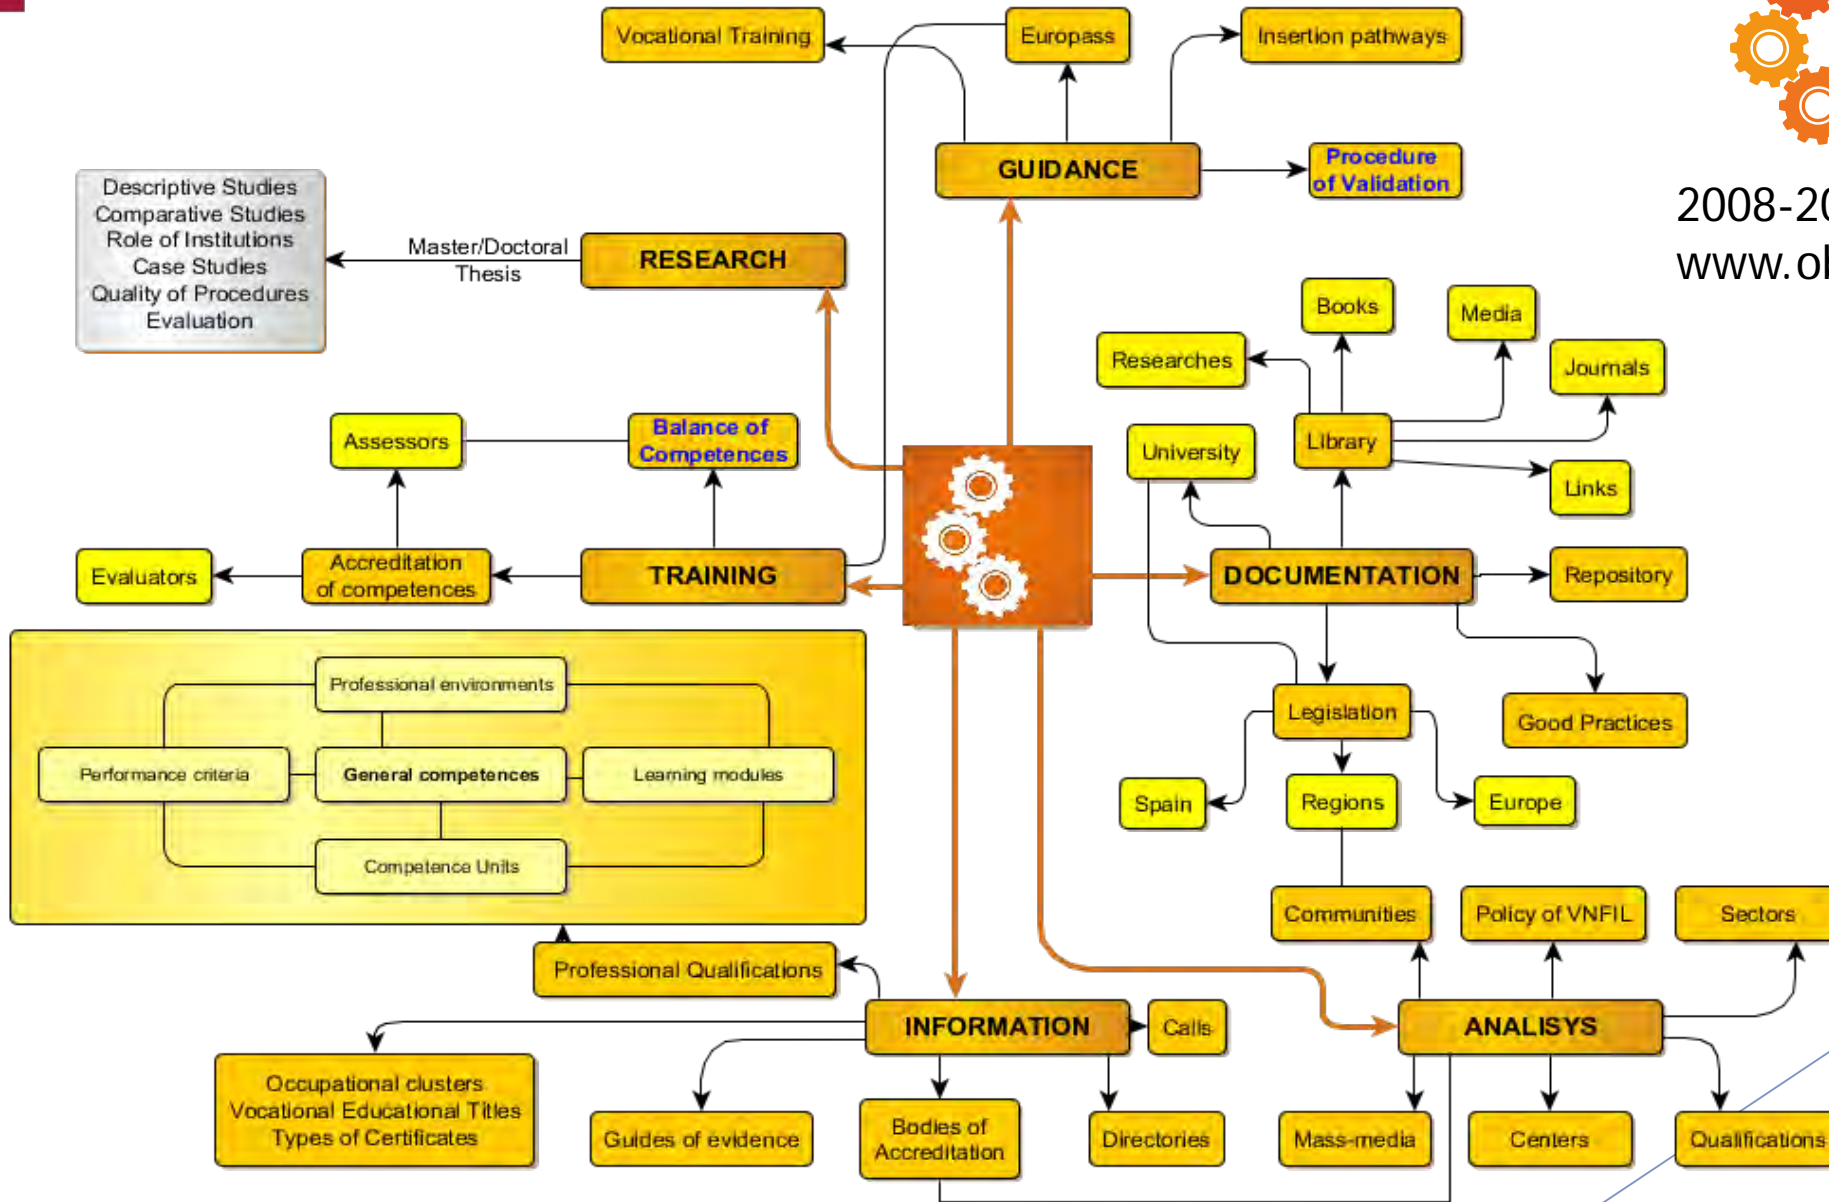 Vocational Training
Europass
Insertion pathways
GUIDANCE
Procedure
of Validation
2008-20
www.ob
Descriptive Studies
Comparative Studies
Role of Institutions
Case Studies
Quality of Procedures
Evaluation
Master/Doctoral
Thesis
RESEARCH
Books
Media
Researches
Journals
Library
University
Links
Assessors
Balance of
Competences
Evaluators
Accreditation
of competences
TRAINING
DOCUMENTATION
Repository
Legislation
Good Practices
Spain
Regions
Europe
Professional environments
Performance criteria
General competences
Learning modules
Competence Units
Communities
Policy of VNFIL
Sectors
Professional Qualifications
INFORMATION
Calls
ANALISYS
Occupational clusters
Vocational Educational Titles
Types of Certificates
Guides of evidence
Bodies of
Accreditation
Directories
Mass-media
Centers
Qualifications